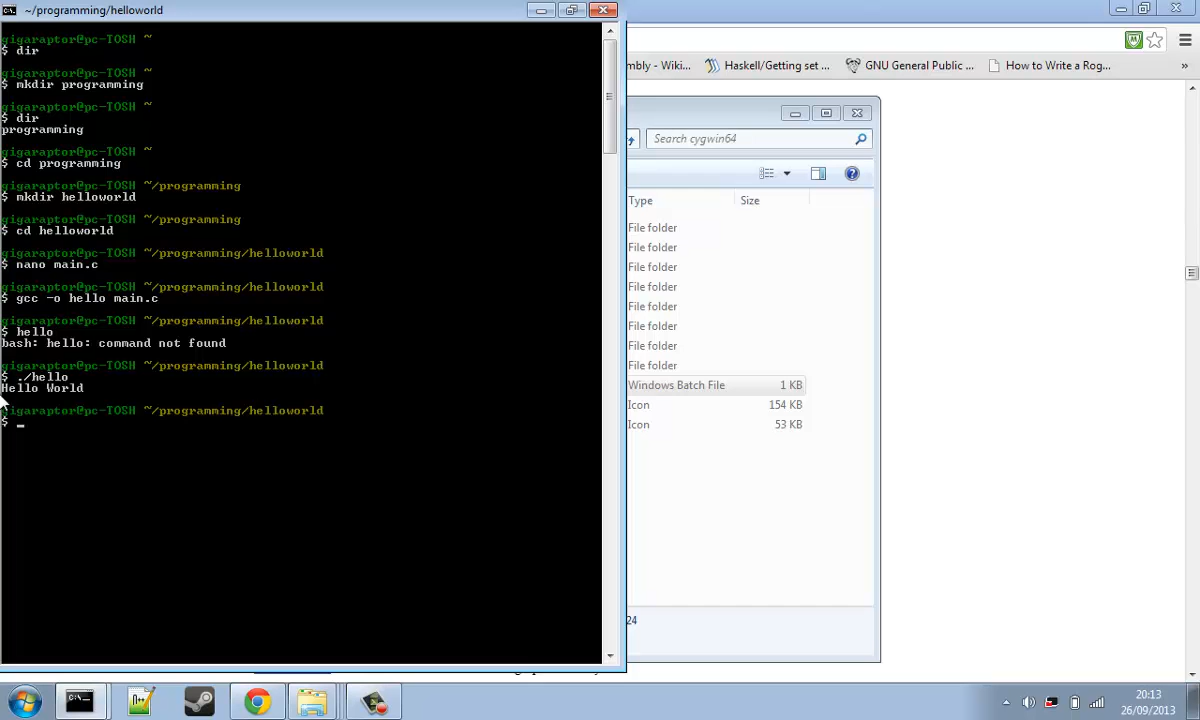 ~/programming/helloworld
gigaraptor@pc-TOSH ~
$ dir
gigaraptor@pc-TOSH ~
$ mkdir programming
gigaraptor@pc-TOSH ~
$ dir
programming
gigaraptor@pc-TOSH ~
$ cd programming
gigaraptor@pc-TOSH ~/programming
$ mkdir helloworld
gigaraptor@pc-TOSH ~/programming
$ cd helloworld
gigaraptor@pc-TOSH ~/programming/helloworld
$ nano main.c
gigaraptor@pc-TOSH ~/programming/helloworld
$ gcc -o hello main.c
gigaraptor@pc-TOSH ~/programming/helloworld
$ hello
bash: hello: command not found
gigaraptor@pc-TOSH ~/programming/helloworld
$ ./hello
Hello World
gigaraptor@pc-TOSH ~/programming/helloworld
$
mbly - Wiki... Haskell/Getting set ... GNU General Public ... How to Write a Rog... »
Search cygwin64
Type Size
File folder
File folder
File folder
File folder
File folder
File folder
File folder
File folder
Windows Batch File 1 KB
Icon 154 KB
Icon 53 KB
24
20:13
26/09/2013